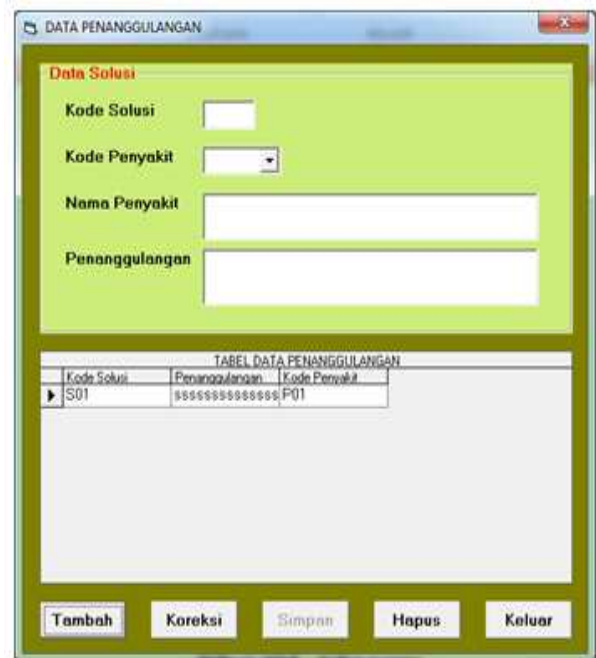 DATA PENANGGULANGAN
Data Solusi
Kode Solusi
Kode Penyakit
Nama Penyakit
Penanggulangan
TABEL DATA PENANGGULANGAN
Kode Solusi Penanggulangan Kode Penyakit
S01 ssssssssssssss P01
Tambah Koreksi Simpan Hapus Keluar